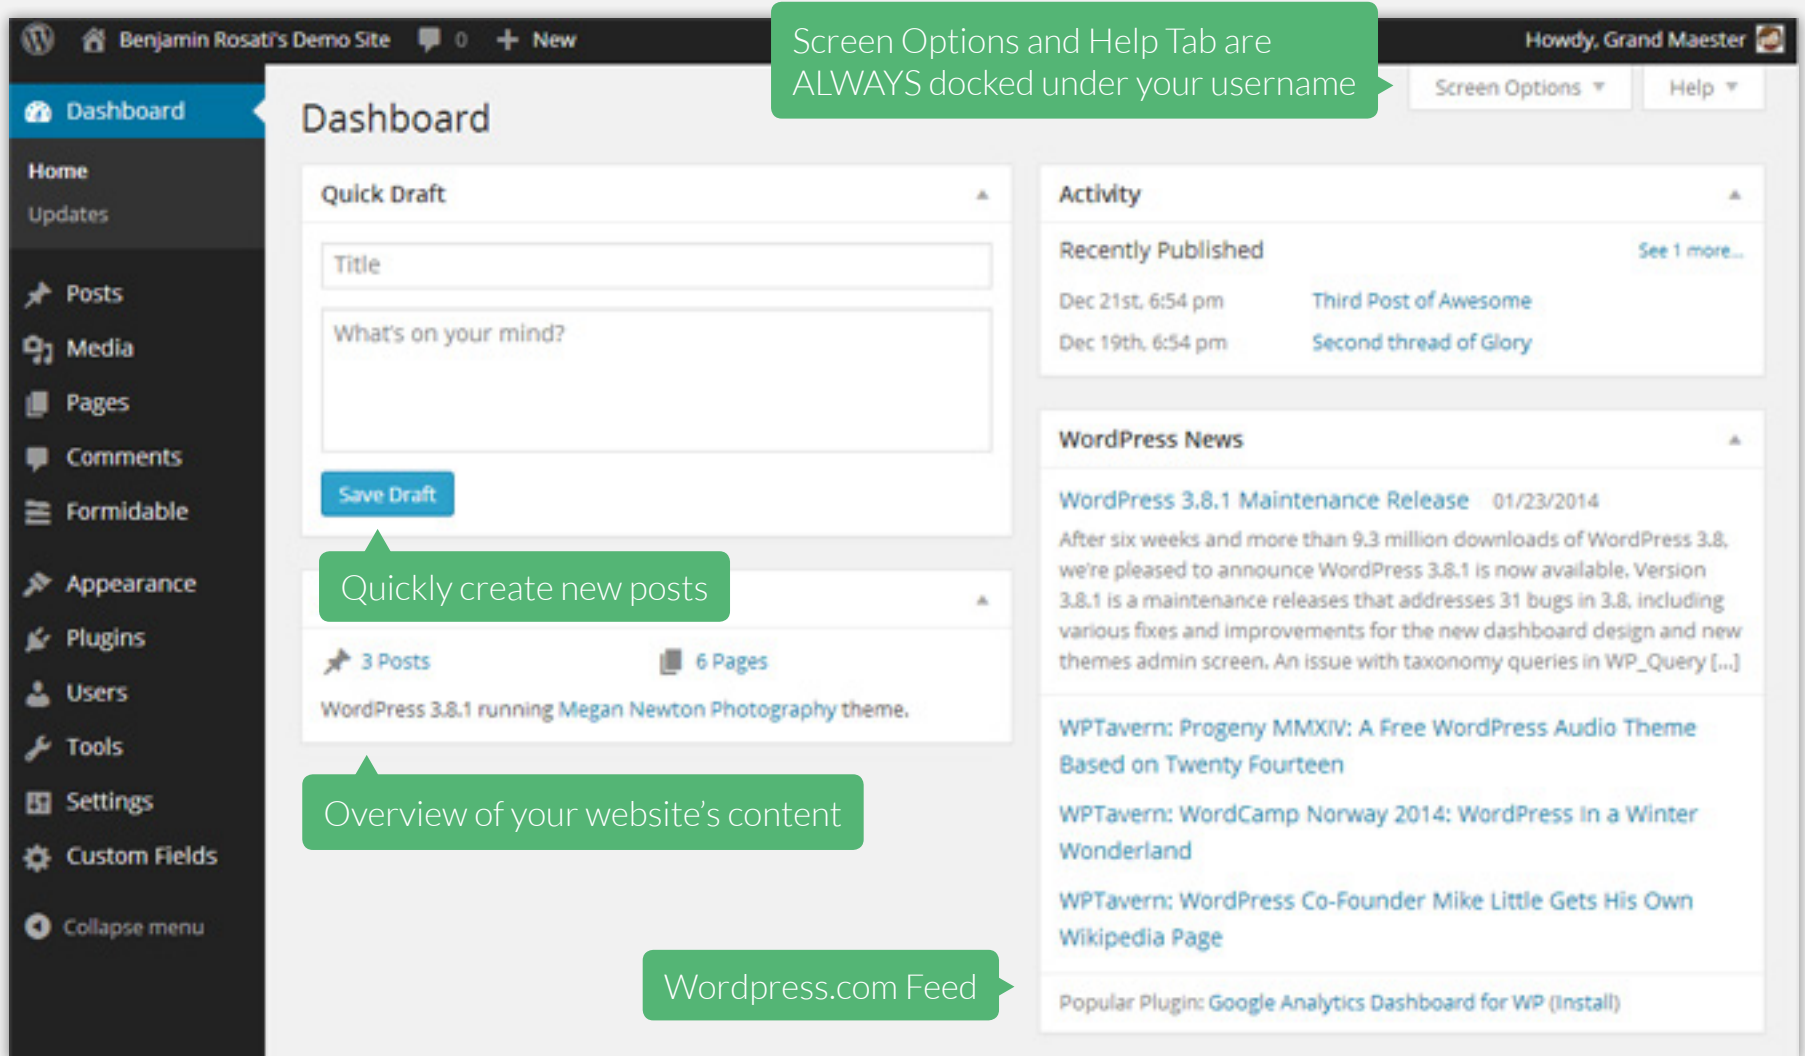 Benjamin Rosati's Demo Site 0 + New
Howdy, Grand Maester
Screen Options and Help Tab are
ALWAYS docked under your username
Screen Options
Help
Dashboard
Home
Updates
Posts
Media
Pages
Comments
Formidable
Appearance
Plugins
Users
Tools
Settings
Custom Fields
Collapse menu
Dashboard
Quick Draft
Title
What's on your mind?
Save Draft
Quickly create new posts
3 Posts
6 Pages
WordPress 3.8.1 running Megan Newton Photography theme.
Overview of your website’s content
Activity
Recently Published
See 1 more...
Dec 21st, 6:54 pm Third Post of Awesome
Dec 19th, 6:54 pm Second thread of Glory
WordPress News
WordPress 3.8.1 Maintenance Release 01/23/2014
After six weeks and more than 9.3 million downloads of WordPress 3.8,
we're pleased to announce WordPress 3.8.1 is now available. Version
3.8.1 is a maintenance releases that addresses 31 bugs in 3.8, including
various fixes and improvements for the new dashboard design and new
themes admin screen. An issue with taxonomy queries in WP_Query [...]
WPTavern: Progeny MMXIV: A Free WordPress Audio Theme
Based on Twenty Fourteen
WPTavern: WordCamp Norway 2014: WordPress In a Winter
Wonderland
WPTavern: WordPress Co-Founder Mike Little Gets His Own
Wikipedia Page
Wordpress.com Feed
Popular Plugin: Google Analytics Dashboard for WP (Install)